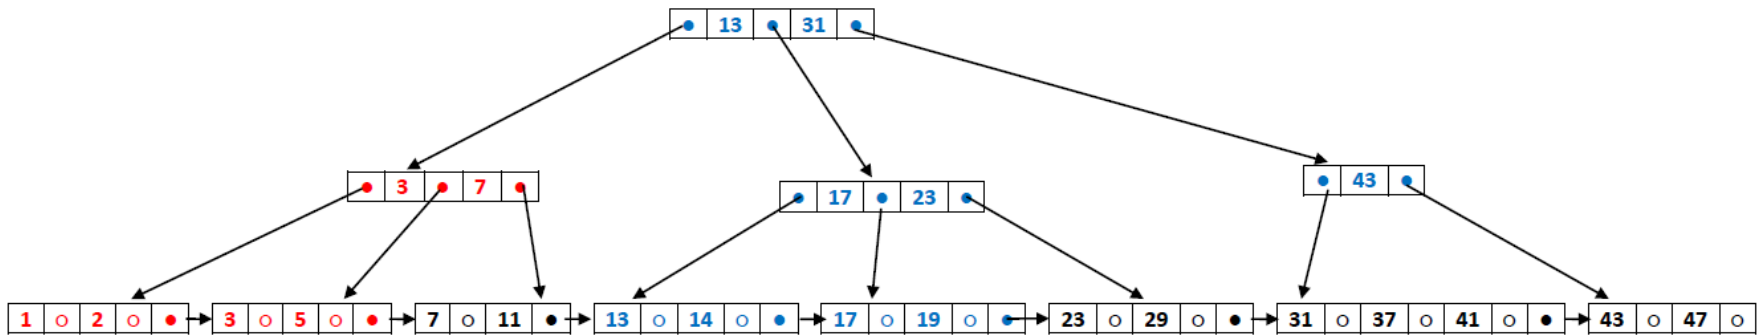 13 31
3 7
17 23
43
1 o 2 o
3 o 5 o
7 o 11
13 o 14 o
17 o 19 o
23 o 29 o
31 o 37 o 41 o
43 o 47 o